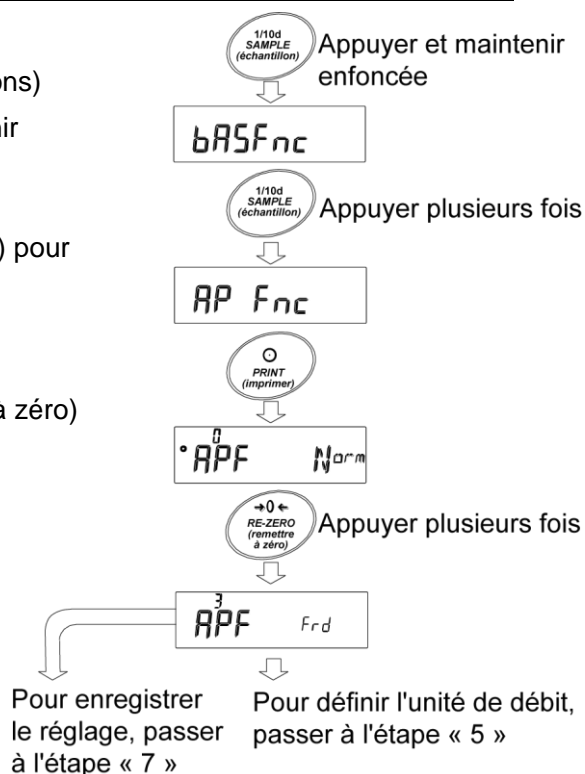 1/10d
SAMPLE
(échantillon)
Appuyer et maintenir
enfoncée
ons)
nir
bASFnc
1/10d
SAMPLE
(échantillon)
Appuyer plusieurs fois
) pour
AP Fnc
PRINT
(imprimer)
à zéro)
0
APF Norm
→0←
RE-ZERO
(remettre
à zéro)
Appuyer plusieurs fois
3
APF Frd
Pour enregistrer
le réglage, passer
à l'étape « 7 »
Pour définir l'unité de débit,
passer à l'étape « 5 »